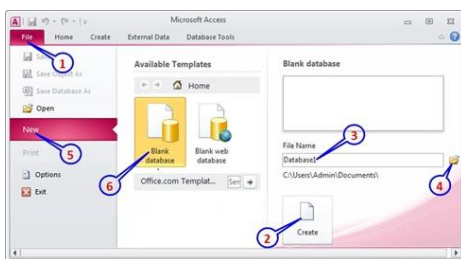 Microsoft Access
File Home Create External Data Database Tools
Save
Save Object As
Save Database As
Open
New
Print
Options
Exit
Available Templates
Home
Blank database
Blank web database
Office.com Templat...
Blank database
File Name
Database1
C:\Users\Admin\Documents\
Create
1
2
3
4
5
6